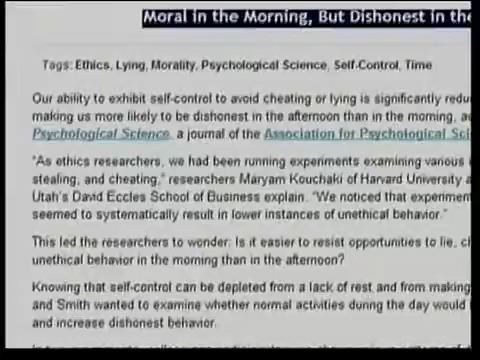 Moral in the Morning, But Dishonest in the
Tags: Ethics, Lying, Morality, Psychological Science, Self-Control, Time
Our ability to exhibit self-control to avoid cheating or lying is significantly redu
making us more likely to be dishonest in the afternoon than in the morning, a
Psychological Science, a journal of the Association for Psychological Sci
"As ethics researchers, we had been running experiments examining various
stealing, and cheating," researchers Maryam Kouchaki of Harvard University a
Utah's David Eccles School of Business explain. "We noticed that experiment
seemed to systematically result in lower instances of unethical behavior."
This led the researchers to wonder: Is it easier to resist opportunities to lie, c
unethical behavior in the morning than in the afternoon?
Knowing that self-control can be depleted from a lack of rest and from making
and Smith wanted to examine whether normal activities during the day would
and increase dishonest behavior.